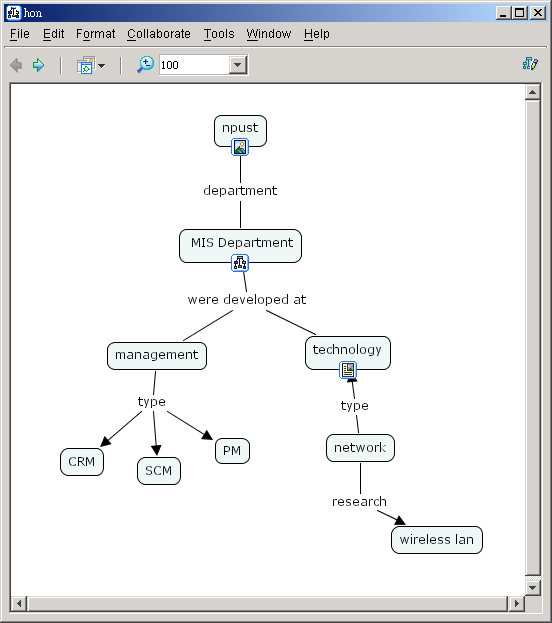 hon
File Edit Format Collaborate Tools Window Help
100
npust
department
MIS Department
were developed at
management
technology
type
type
CRM
SCM
PM
network
research
wireless lan